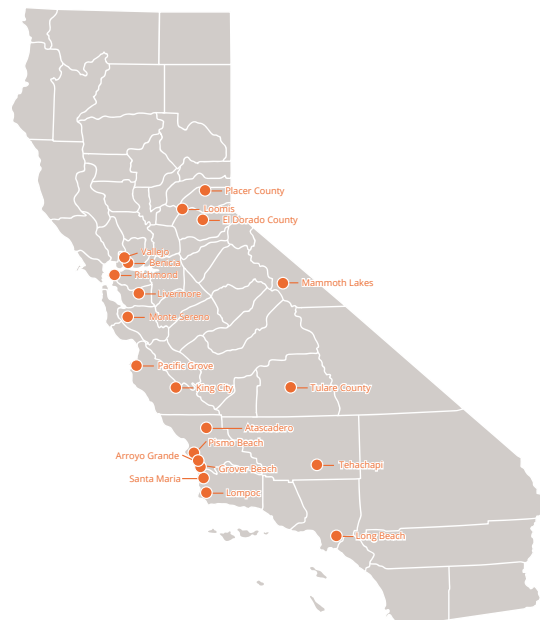 Placer County
Loomis
El Dorado County
Vallejo
Benicia
Richmond
Mammoth Lakes
Livermore
Monte Sereno
Pacific Grove
King City
Tulare County
Atascadero
Pismo Beach
Arroyo Grande
Grover Beach
Tehachapi
Santa Maria
Lompoc
Long Beach